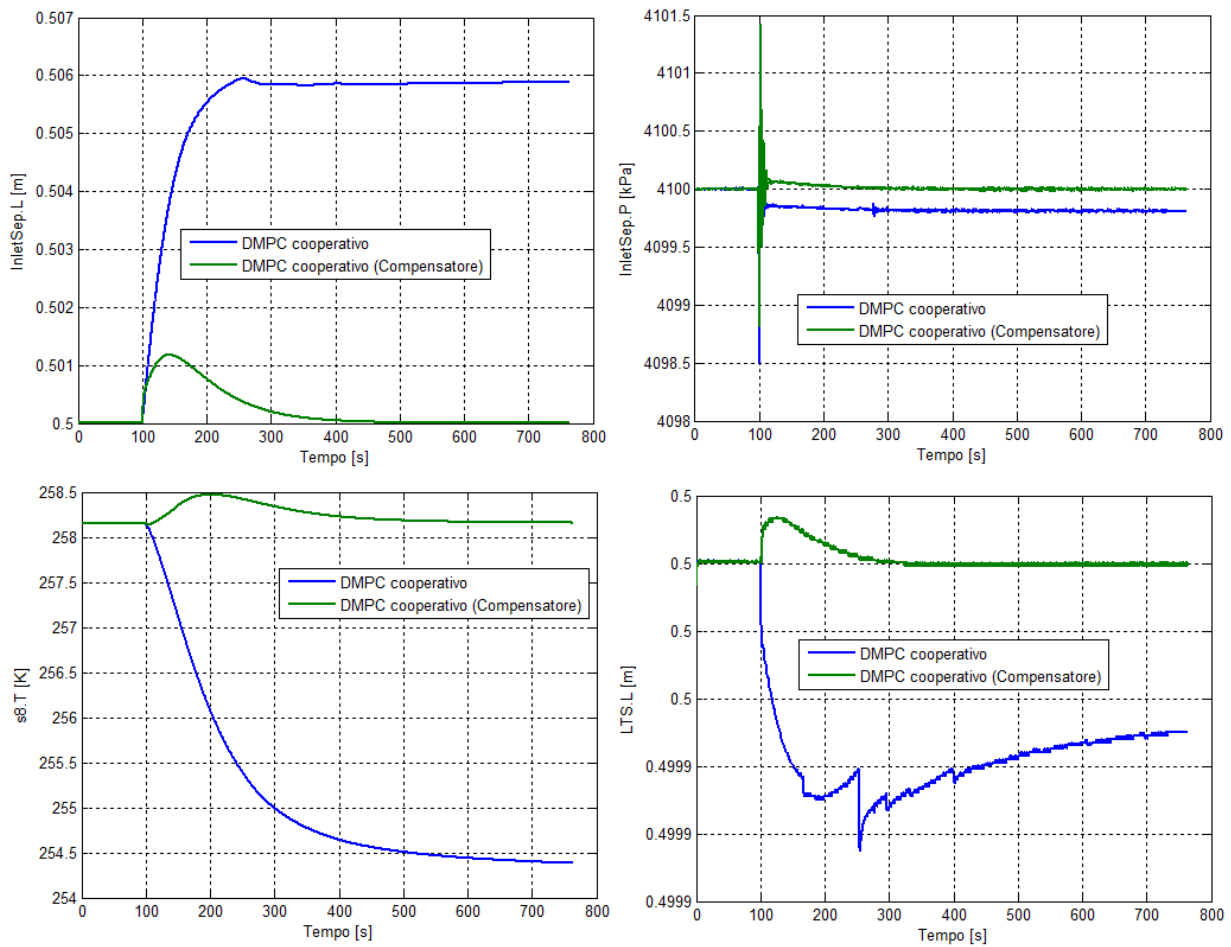 0.507
0.506
0.505
0.504
0.503
0.502
0.501
0.5
InletSep.L [m]
DMPC cooperativo
DMPC cooperativo (Compensatore)
0 100 200 300 400 500 600 700 800
Tempo [s]
4101.5
4101
4100.5
4100
4099.5
4099
4098.5
4098
InletSep.P [kPa]
DMPC cooperativo
DMPC cooperativo (Compensatore)
0 100 200 300 400 500 600 700 800
Tempo [s]
258.5
258
257.5
257
256.5
256
255.5
255
254.5
254
s8.T [K]
DMPC cooperativo
DMPC cooperativo (Compensatore)
0 100 200 300 400 500 600 700 800
Tempo [s]
0.5
0.5
0.5
0.5
0.4999
0.4999
0.4999
LTS.L [m]
DMPC cooperativo
DMPC cooperativo (Compensatore)
0 100 200 300 400 500 600 700 800
Tempo [s]